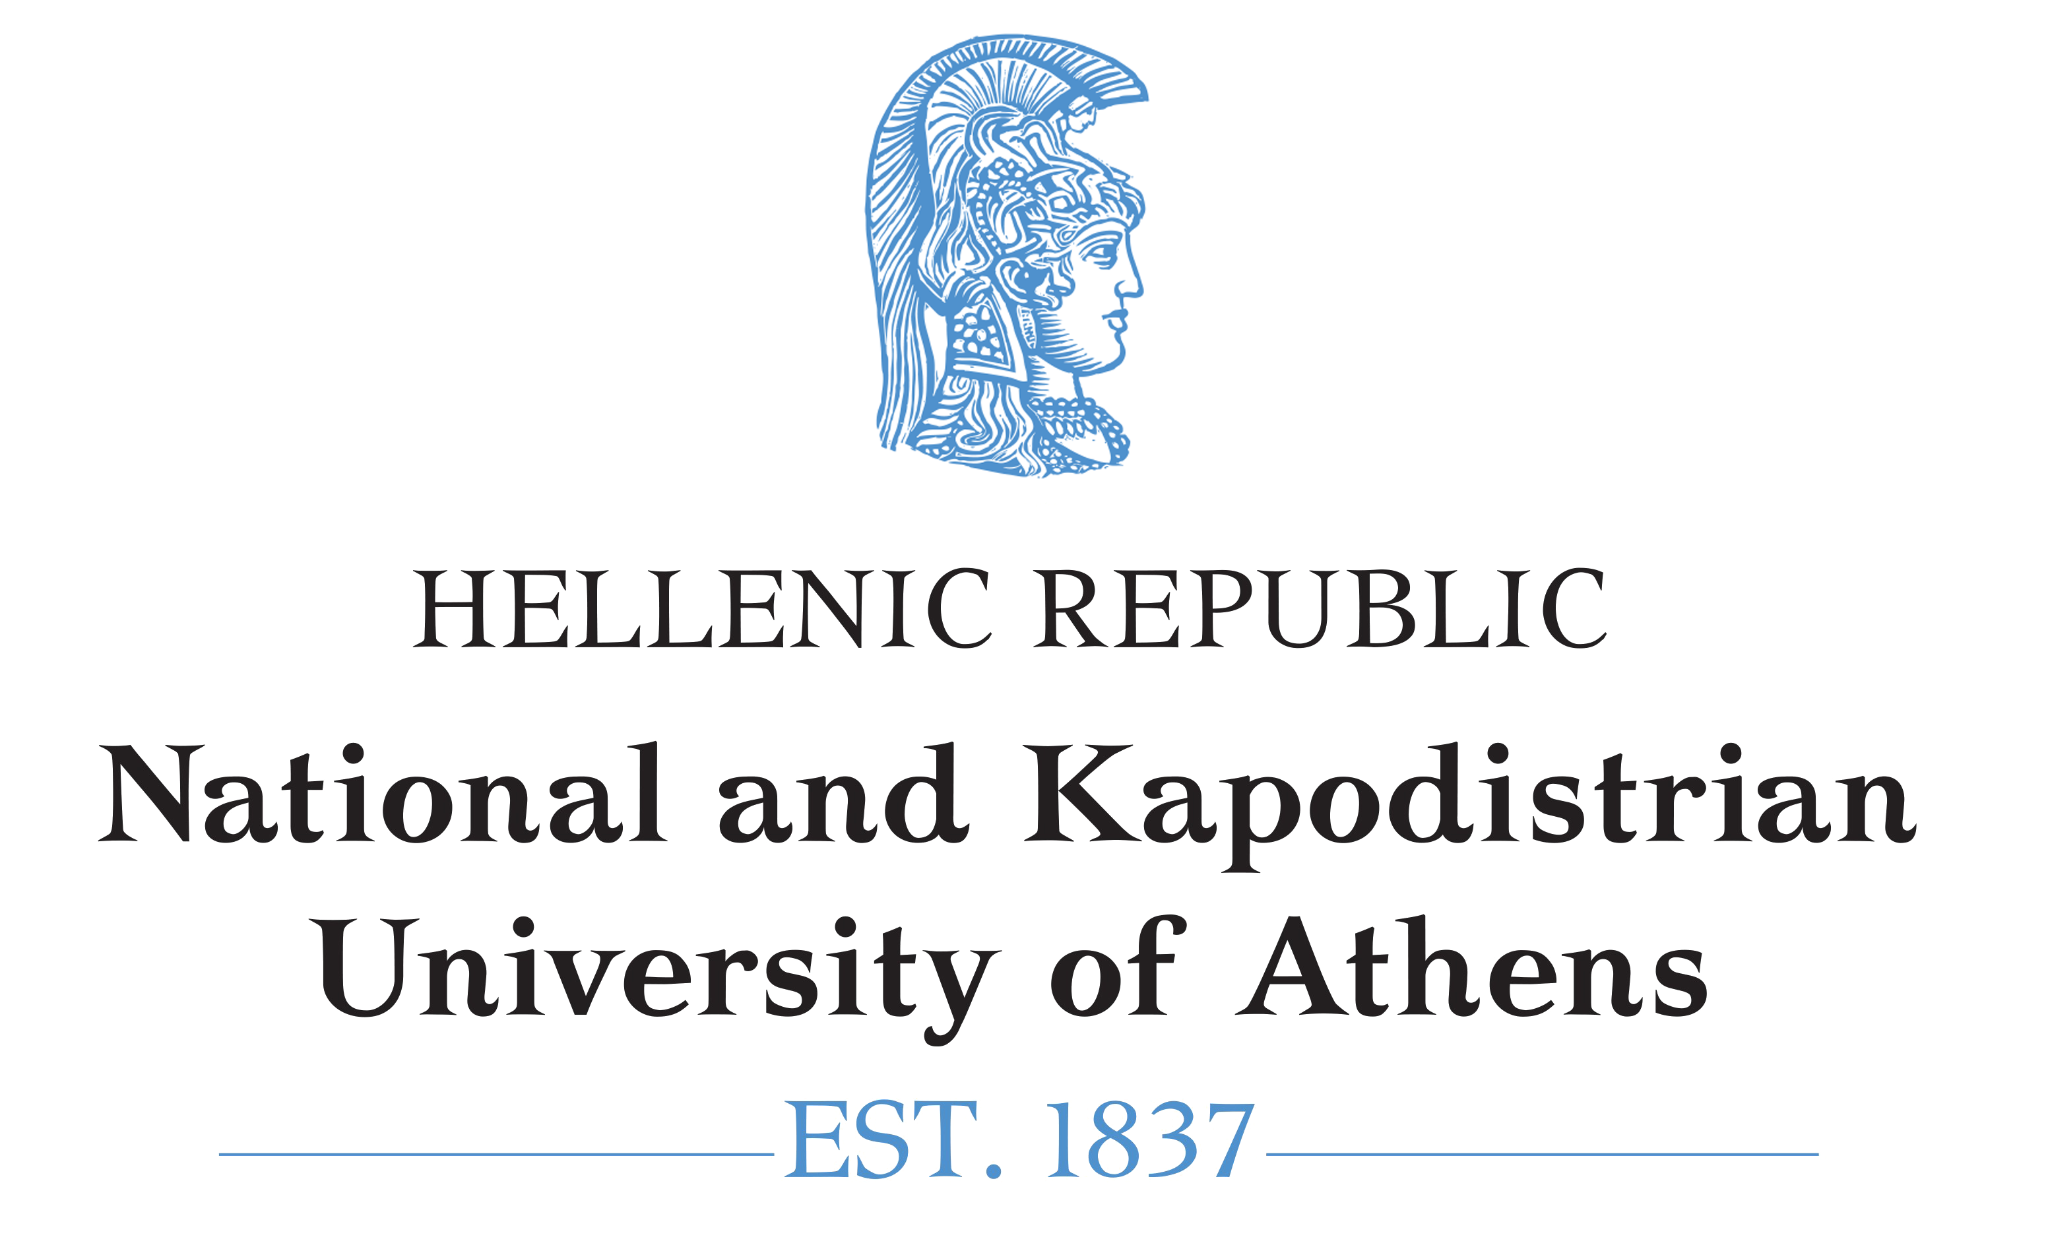 HELLENIC REPUBLIC
National and Kapodistrian
University of Athens
EST. 1837